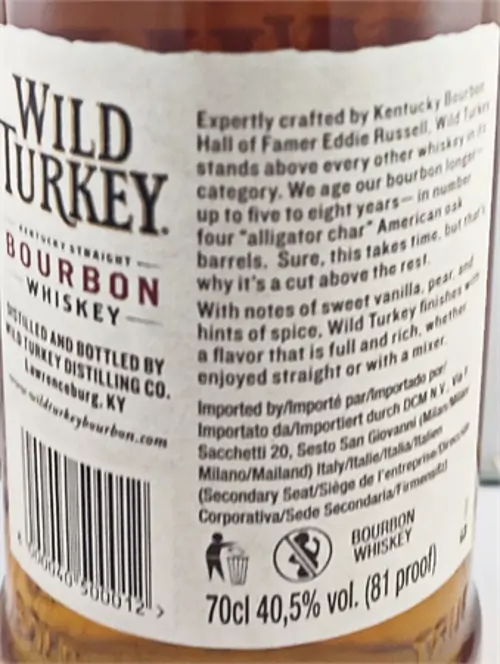 WILD
TURKEY
KENTUCKY STRAIGHT
BOURBON
WHISKEY
DISTILLED AND BOTTLED BY
WILD TURKEY DISTILLING CO.
Lawrenceburg, KY
www.wildturkeybourbon.com
Expertly crafted by Kentucky Bourbon
Hall of Famer Eddie Russell, Wild Turkey
stands above every other whiskey in its
category. We age our bourbon longer—
up to five to eight years— in number
four "alligator char" American oak
barrels. Sure, this takes time, but that's
why it's a cut above the rest.
With notes of sweet vanilla, pear, and
hints of spice, Wild Turkey finishes with
a flavor that is full and rich, whether
enjoyed straight or with a mixer.
Imported by/Importé par/Importado por/
Importato da/Importiert durch DCM N.V., Via F.
Sacchetti 20, Sesto San Giovanni (Milan/Milano/
Milano/Mailand) Italy/Italie/Italia/Italien
(Secondary Seat/Siège de l'entreprise/Dirección
Corporativa/Sede Secondaria/Firmensitz)
BOURBON
WHISKEY
70cl 40,5% vol. (81 proof)